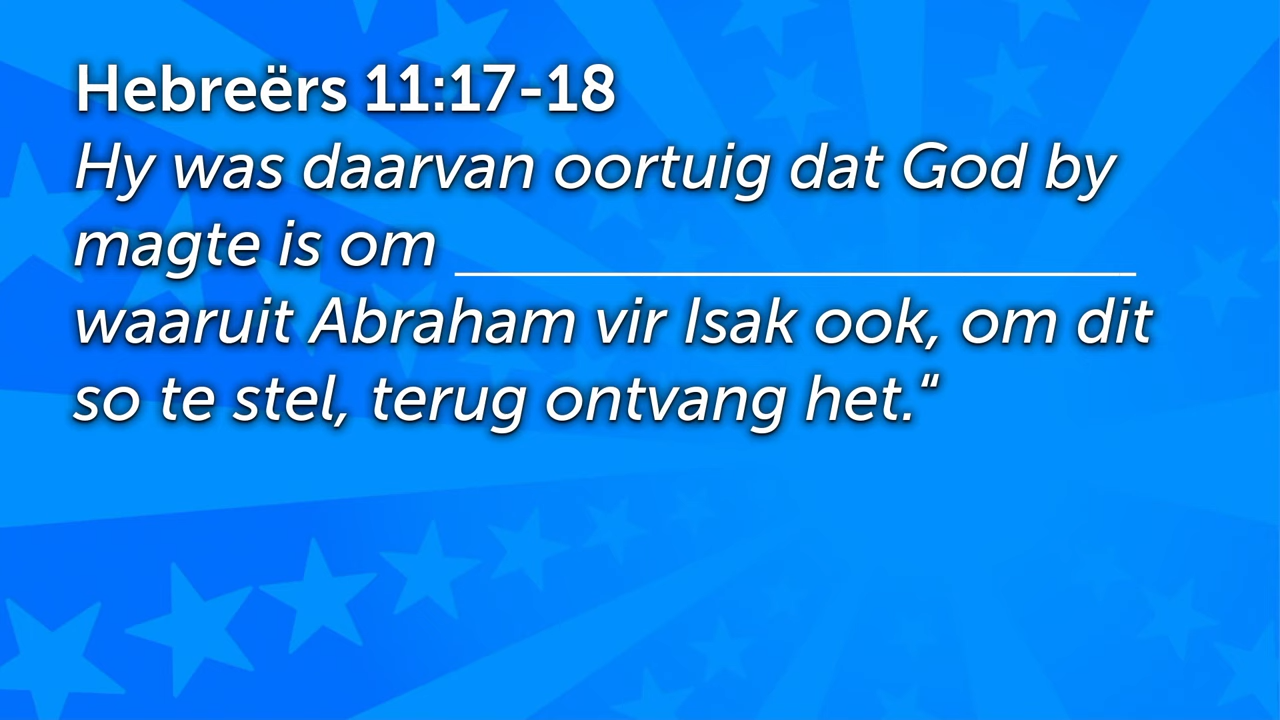 Hebreërs 11:17-18
Hy was daarvan oortuig dat God by
magte is om ______________________
waaruit Abraham vir Isak ook, om dit
so te stel, terug ontvang het.“